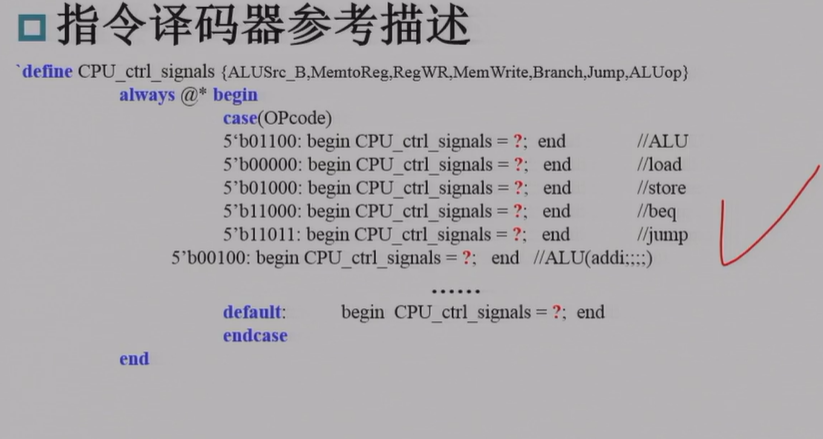 指令译码器参考描述
`define CPU_ctrl_signals {ALUSrc_B,MemtoReg,RegWR,MemWrite,Branch,Jump,ALUop}
always @* begin
case(OPcode)
5‘b01100: begin CPU_ctrl_signals = ?; end //ALU
5’b00000: begin CPU_ctrl_signals = ?; end //load
5’b01000: begin CPU_ctrl_signals = ?; end //store
5’b11000: begin CPU_ctrl_signals = ?; end //beq
5’b11011: begin CPU_ctrl_signals = ?; end //jump
5’b00100: begin CPU_ctrl_signals = ?; end //ALU(addi;;;;)
......
default: begin CPU_ctrl_signals = ?; end
endcase
end